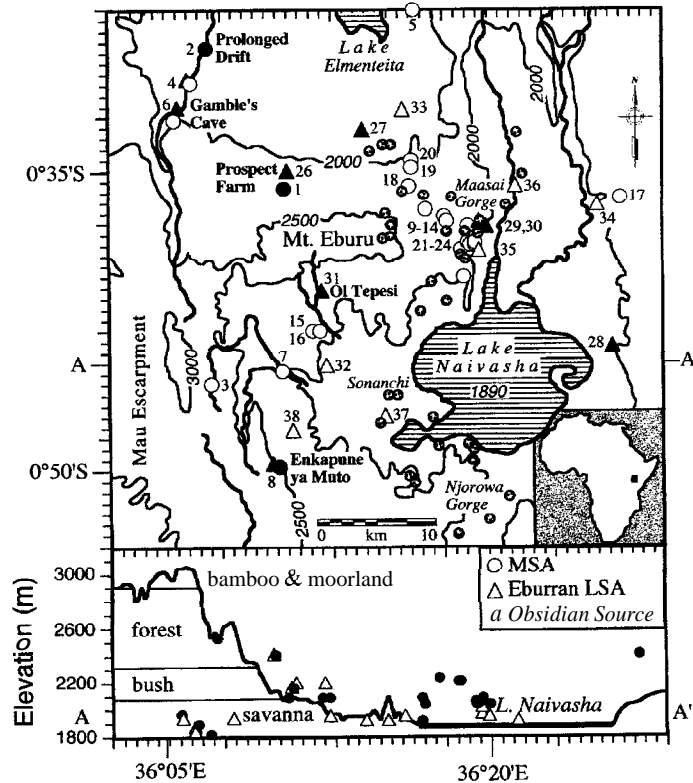 5
2
Prolonged
Drift
Lake
Elmenteita
2000
N
4
6
Gamble's
Cave
33
27
2000
2000
0°35'S
Prospect
Farm
26
1
20
19
18
Maasai
Gorge
36
17
34
2500
Mt. Eburu
9-14
21-24
29,30
35
31
Ol Tepesi
15
16
28
Mau Escarpment
3000
7
3
32
A
Lake
Naivasha
1890
A'
Sonanchi
37
38
0°50'S
8
Enkapune
ya Muto
2500
Njorowa
Gorge
0
10
km
Elevation (m)
3000
2600
2200
1800
bamboo & moorland
forest
bush
savanna
A
L. Naivasha
A'
MSA
Eburran LSA
a Obsidian Source
36°05'E
36°20'E